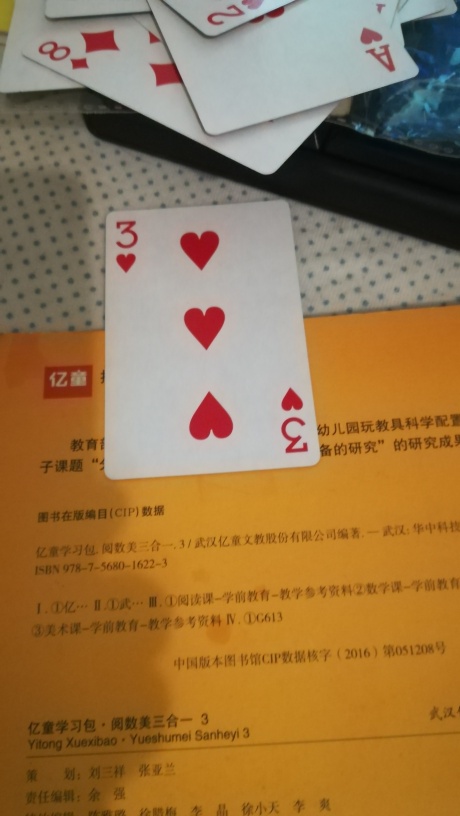 2
8
A
3
3
亿童
幼儿园玩教具科学配置
教育部
备的研究”的研究成果
子课题“
图书在版编目(CIP)数据
亿童学习包.阅数美三合一.3/武汉亿童文教股份有限公司编著.—武汉:华中科技
ISBN 978-7-5680-1622-3
Ⅰ.①亿… Ⅱ.①武… Ⅲ.①阅读课-学前教育-教学参考资料②数学课-学前教育
③美术课-学前教育-教学参考资料 Ⅳ.①G613
中国版本图书馆CIP数据核字(2016)第051208号
亿童学习包·阅数美三合一 3
武汉
Yitong Xuexibao·Yueshumei Sanheyi 3
策 划:刘三祥 张亚兰
责任编辑:余 强
李 晶 徐小天 李 爽